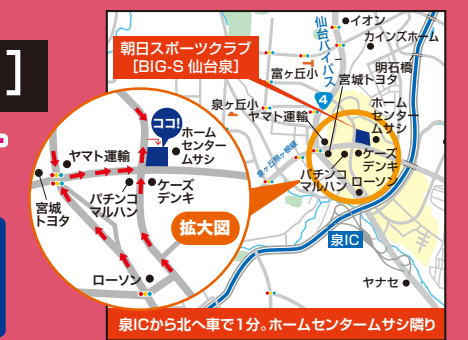 ]
朝日スポーツクラブ
[BIG-S 仙台泉]
仙台バイパス
イオン
カインズホーム
明石橋
富ヶ丘小
宮城トヨタ
4
泉ヶ丘小
ヤマト運輸
ホーム
センター
ムサシ
ケーズ
デンキ
パチンコ
マルハン
ローソン
泉IC
ヤナセ
ココ!
ホーム
センター
ムサシ
ヤマト運輸
宮城
トヨタ
パチンコ
マルハン
ケーズ
デンキ
ローソン
拡大図
泉ICから北へ車で1分。ホームセンタームサシ隣り